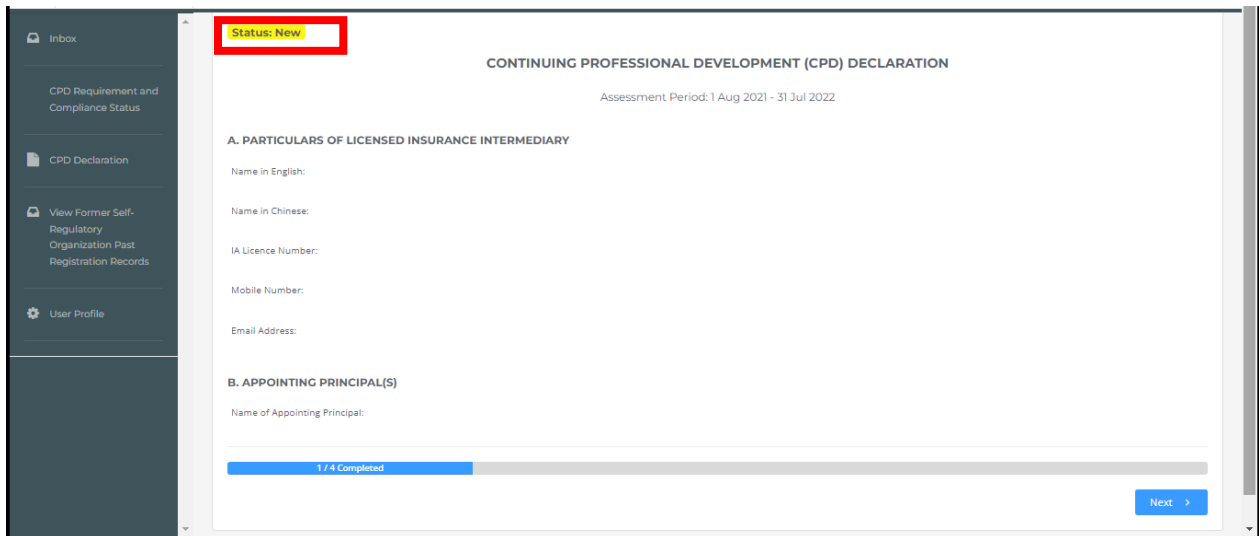 Inbox
CPD Requirement and
Compliance Status
CPD Declaration
View Former Self-
Regulatory
Organization Past
Registration Records
User Profile
Status: New
CONTINUING PROFESSIONAL DEVELOPMENT (CPD) DECLARATION
Assessment Period: 1 Aug 2021 - 31 Jul 2022
A. PARTICULARS OF LICENSED INSURANCE INTERMEDIARY
Name in English:
Name in Chinese:
IA Licence Number:
Mobile Number:
Email Address:
B. APPOINTING PRINCIPAL(S)
Name of Appointing Principal:
1 / 4 Completed
Next >